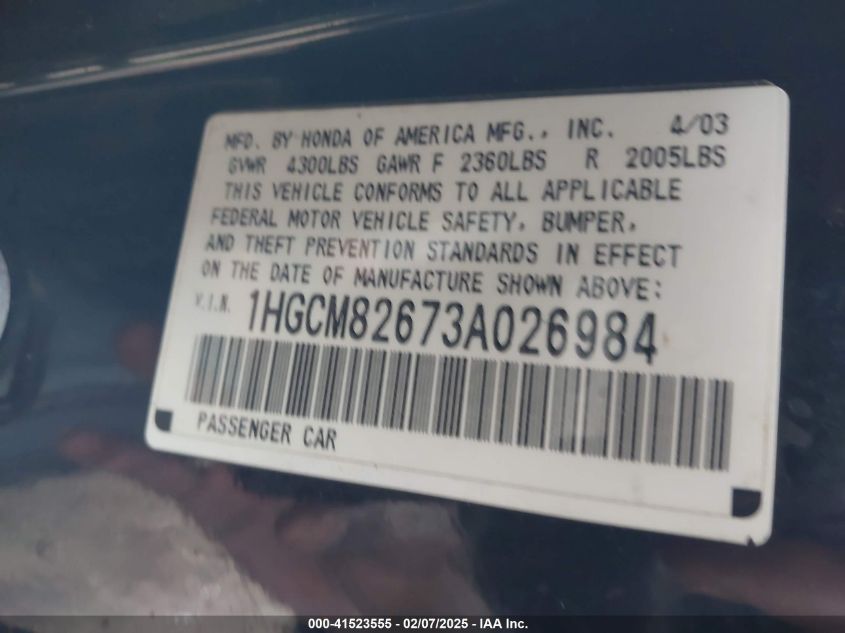 MFD. BY HONDA OF AMERICA MFG., INC. 4/03
GVWR 4300LBS GAWR F 2360LBS R 2005LBS
THIS VEHICLE CONFORMS TO ALL APPLICABLE
FEDERAL MOTOR VEHICLE SAFETY, BUMPER,
AND THEFT PREVENTION STANDARDS IN EFFECT
ON THE DATE OF MANUFACTURE SHOWN ABOVE:
V.I.N. 1HGCM82673A026984
PASSENGER CAR
000-41523555 - 02/07/2025 - IAA Inc.